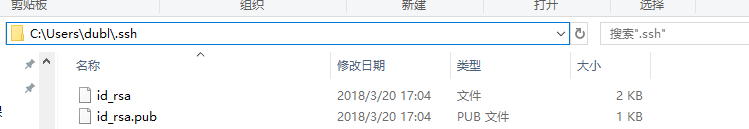 剪贴板 组织 新建 打开 选择
C:\Users\dubl\.ssh 搜索".ssh"
名称 修改日期 类型 大小
id_rsa 2018/3/20 17:04 文件 2 KB
id_rsa.pub 2018/3/20 17:04 PUB 文件 1 KB